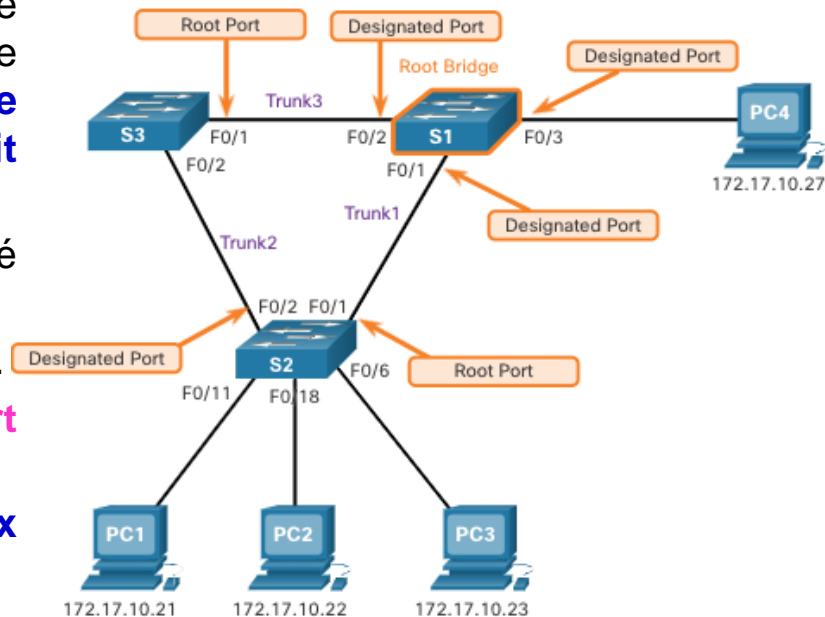 e
Root Port
Designated Port
e
Root Bridge
Designated Port
e
Trunk3
PC4
it
S3
F0/1
F0/2
S1
F0/3
F0/2
F0/1
172.17.10.27
Trunk1
Designated Port
Trunk2
é
F0/2
F0/1
Designated Port
.
S2
F0/6
Root Port
F0/11
F0/18
rt
x
PC1
PC2
PC3
172.17.10.21
172.17.10.22
172.17.10.23